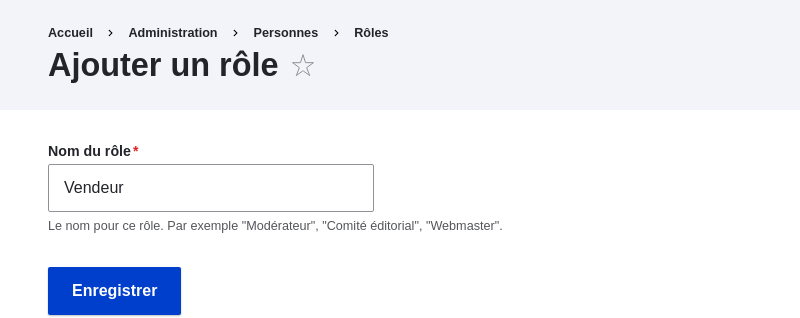 Accueil > Administration > Personnes > Rôles
Ajouter un rôle ☆
Nom du rôle*
Vendeur
Le nom pour ce rôle. Par exemple "Modérateur", "Comité éditorial", "Webmaster".
Enregistrer